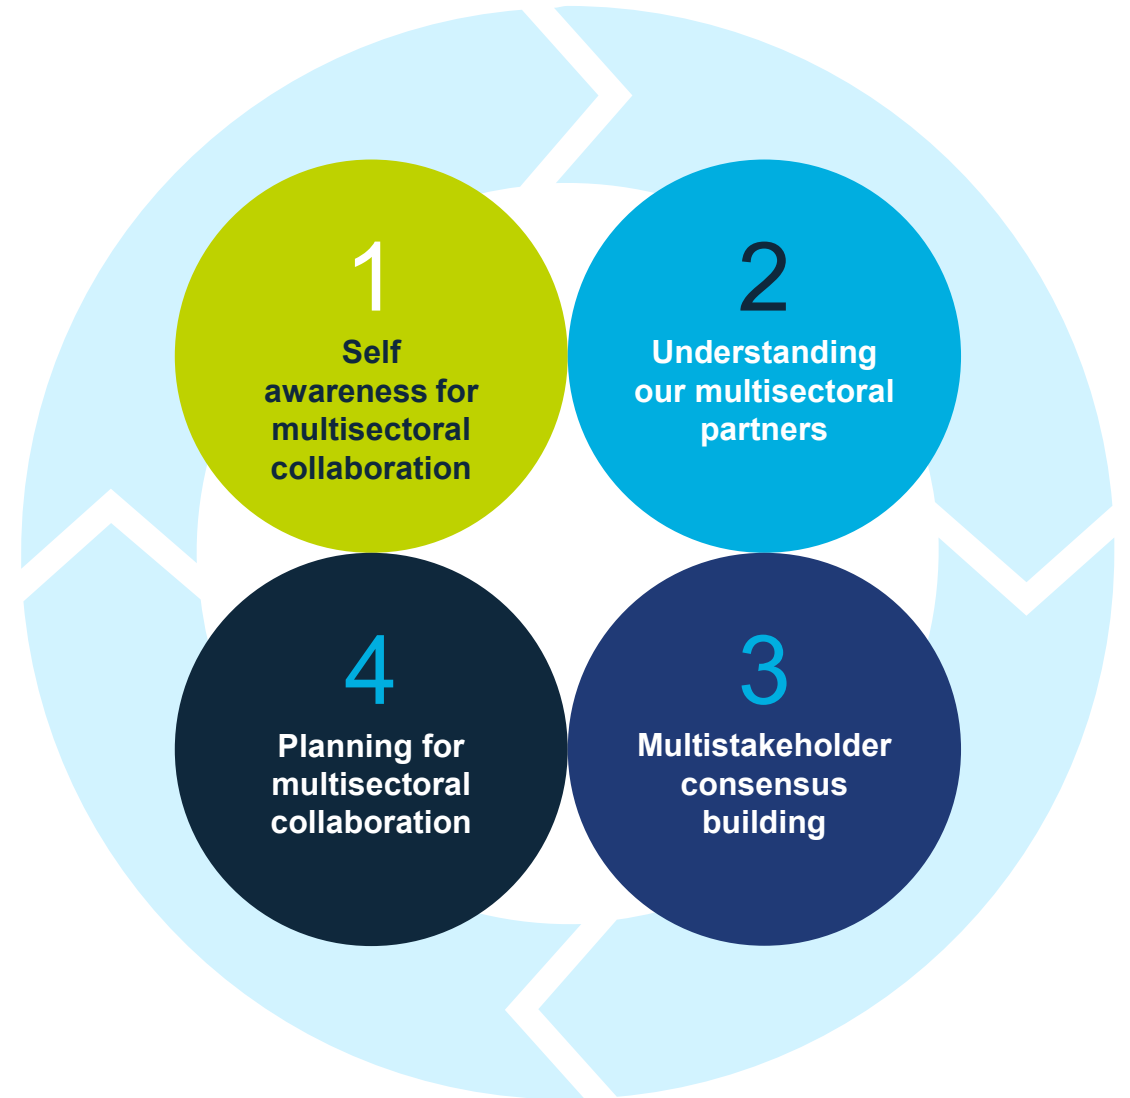 1
Self
awareness for
multisectoral
collaboration
2
Understanding
our multisectoral
partners
3
Multistakeholder
consensus
building
4
Planning for
multisectoral
collaboration